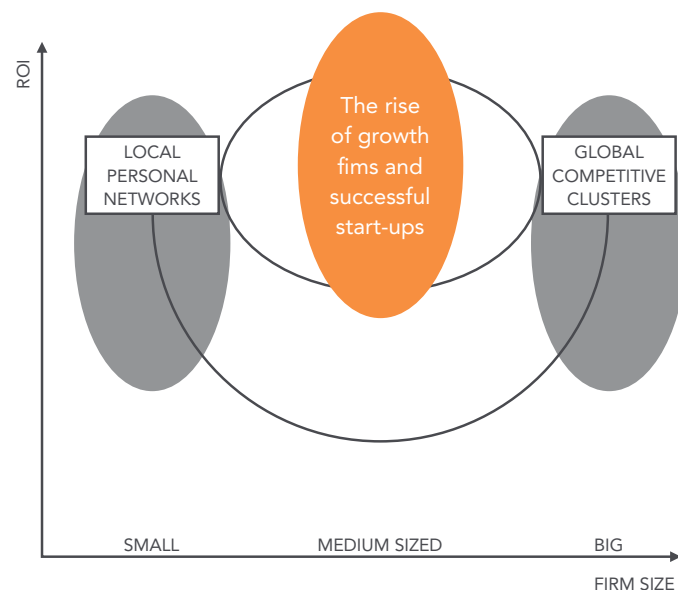 ROI
The rise
of growth
fims and
successful
start-ups
LOCAL
PERSONAL
NETWORKS
GLOBAL
COMPETITIVE
CLUSTERS
SMALL
MEDIUM SIZED
BIG
FIRM SIZE